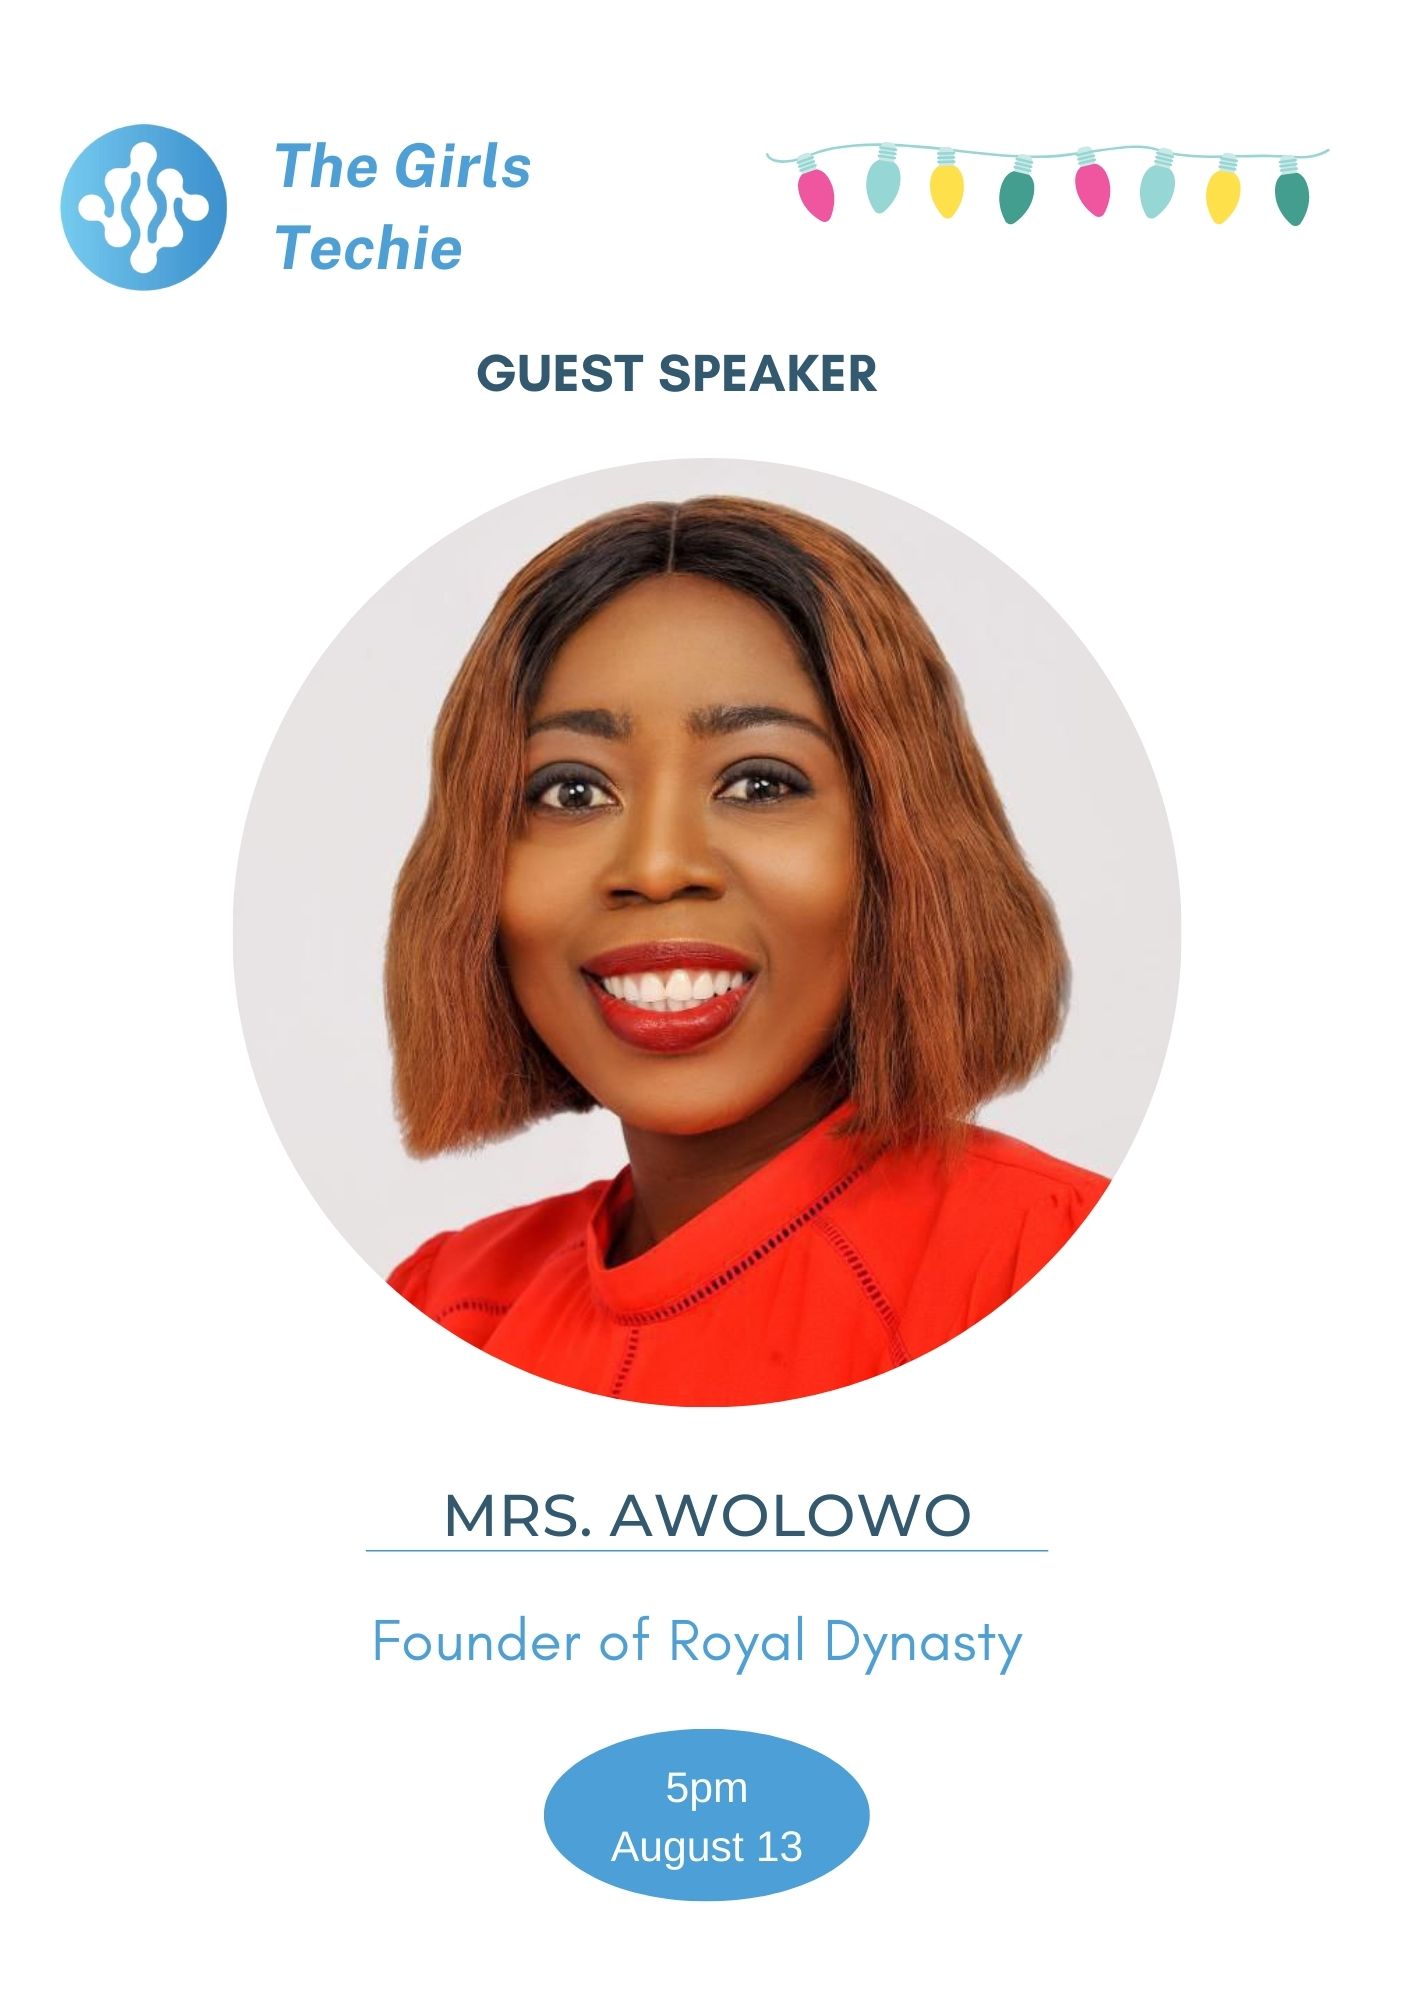 The Girls
Techie
GUEST SPEAKER
MRS. AWOLOWO
Founder of Royal Dynasty
5pm
August 13